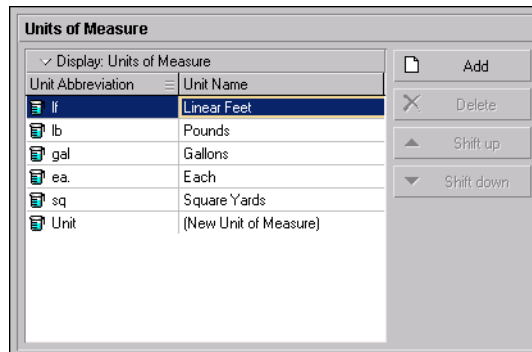 Units of Measure
Display: Units of Measure
Unit Abbreviation Unit Name
lf Linear Feet
lb Pounds
gal Gallons
ea. Each
sq Square Yards
Unit (New Unit of Measure)
Add
Delete
Shift up
Shift down